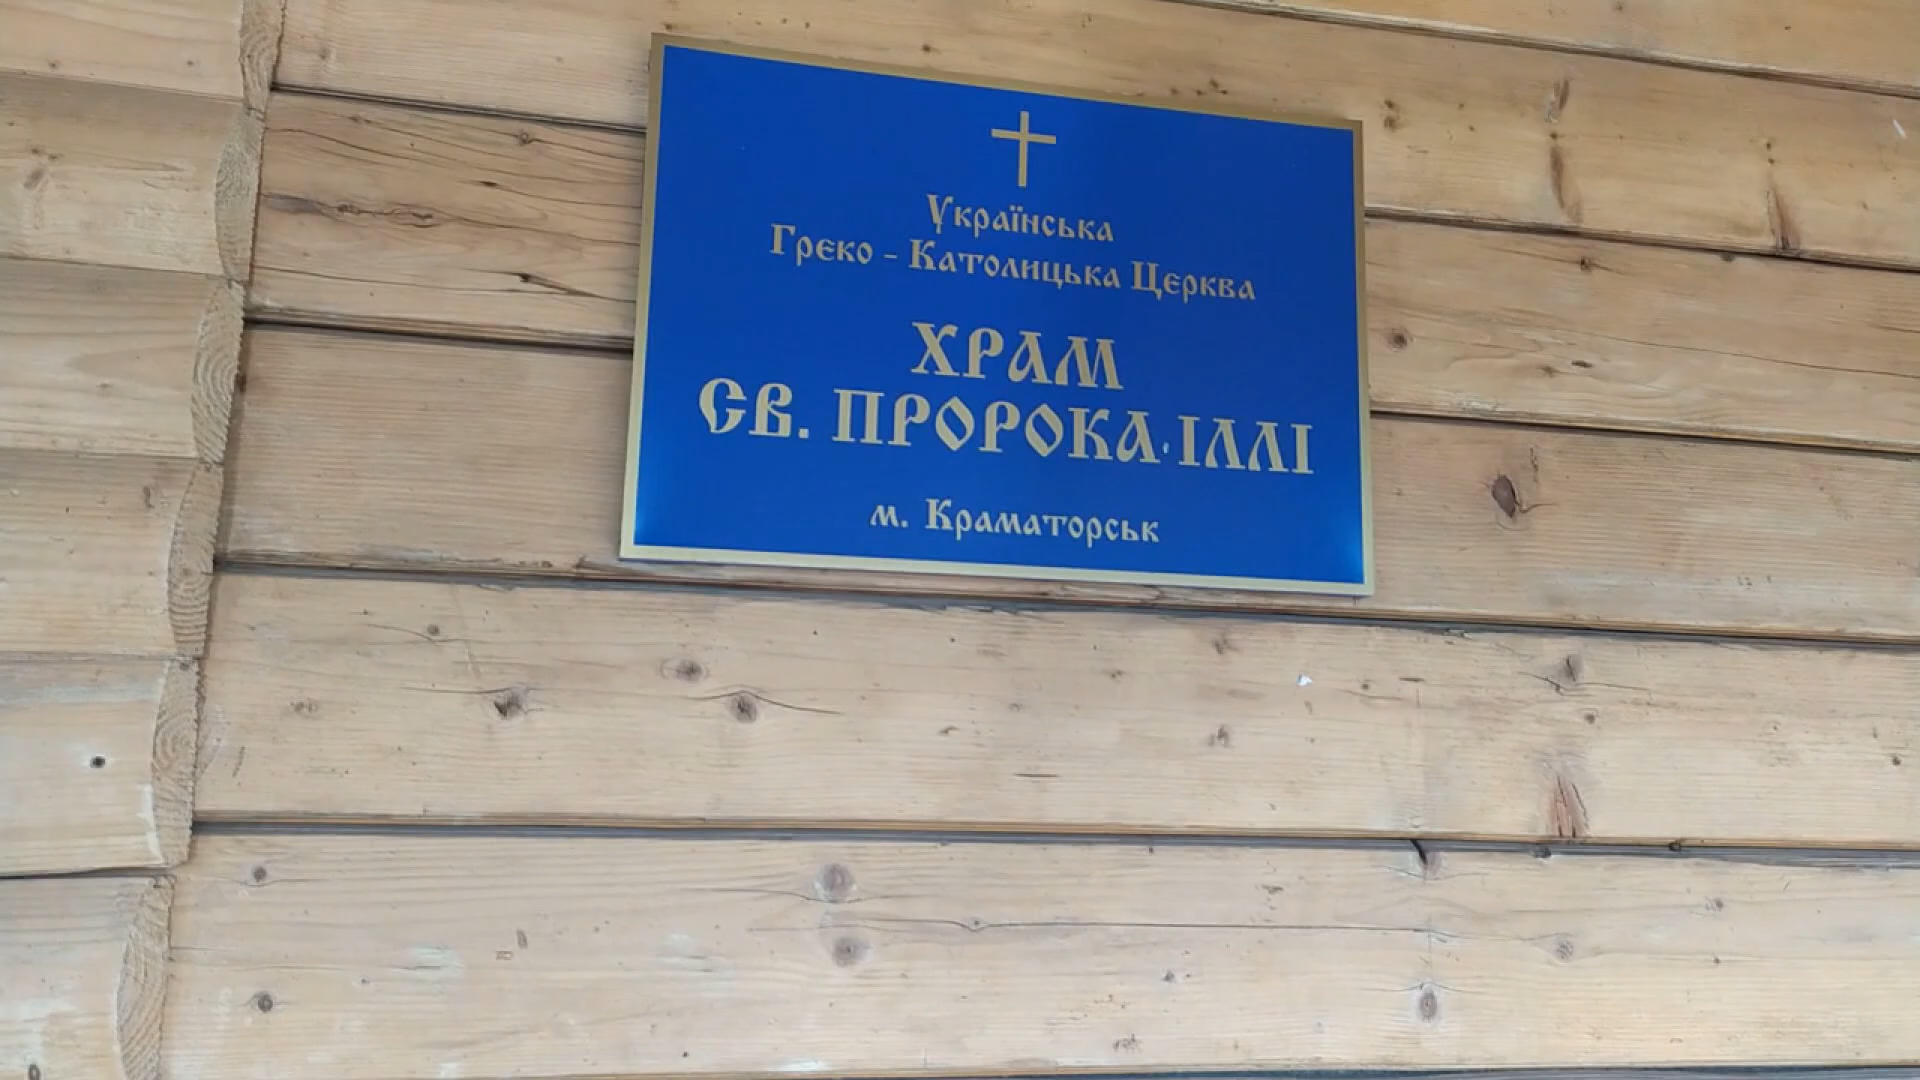 Українська
Греко - Католицька Церква
ХРАМ
СВ. ПРОРОКА ІЛЛІ
м. Краматорськ